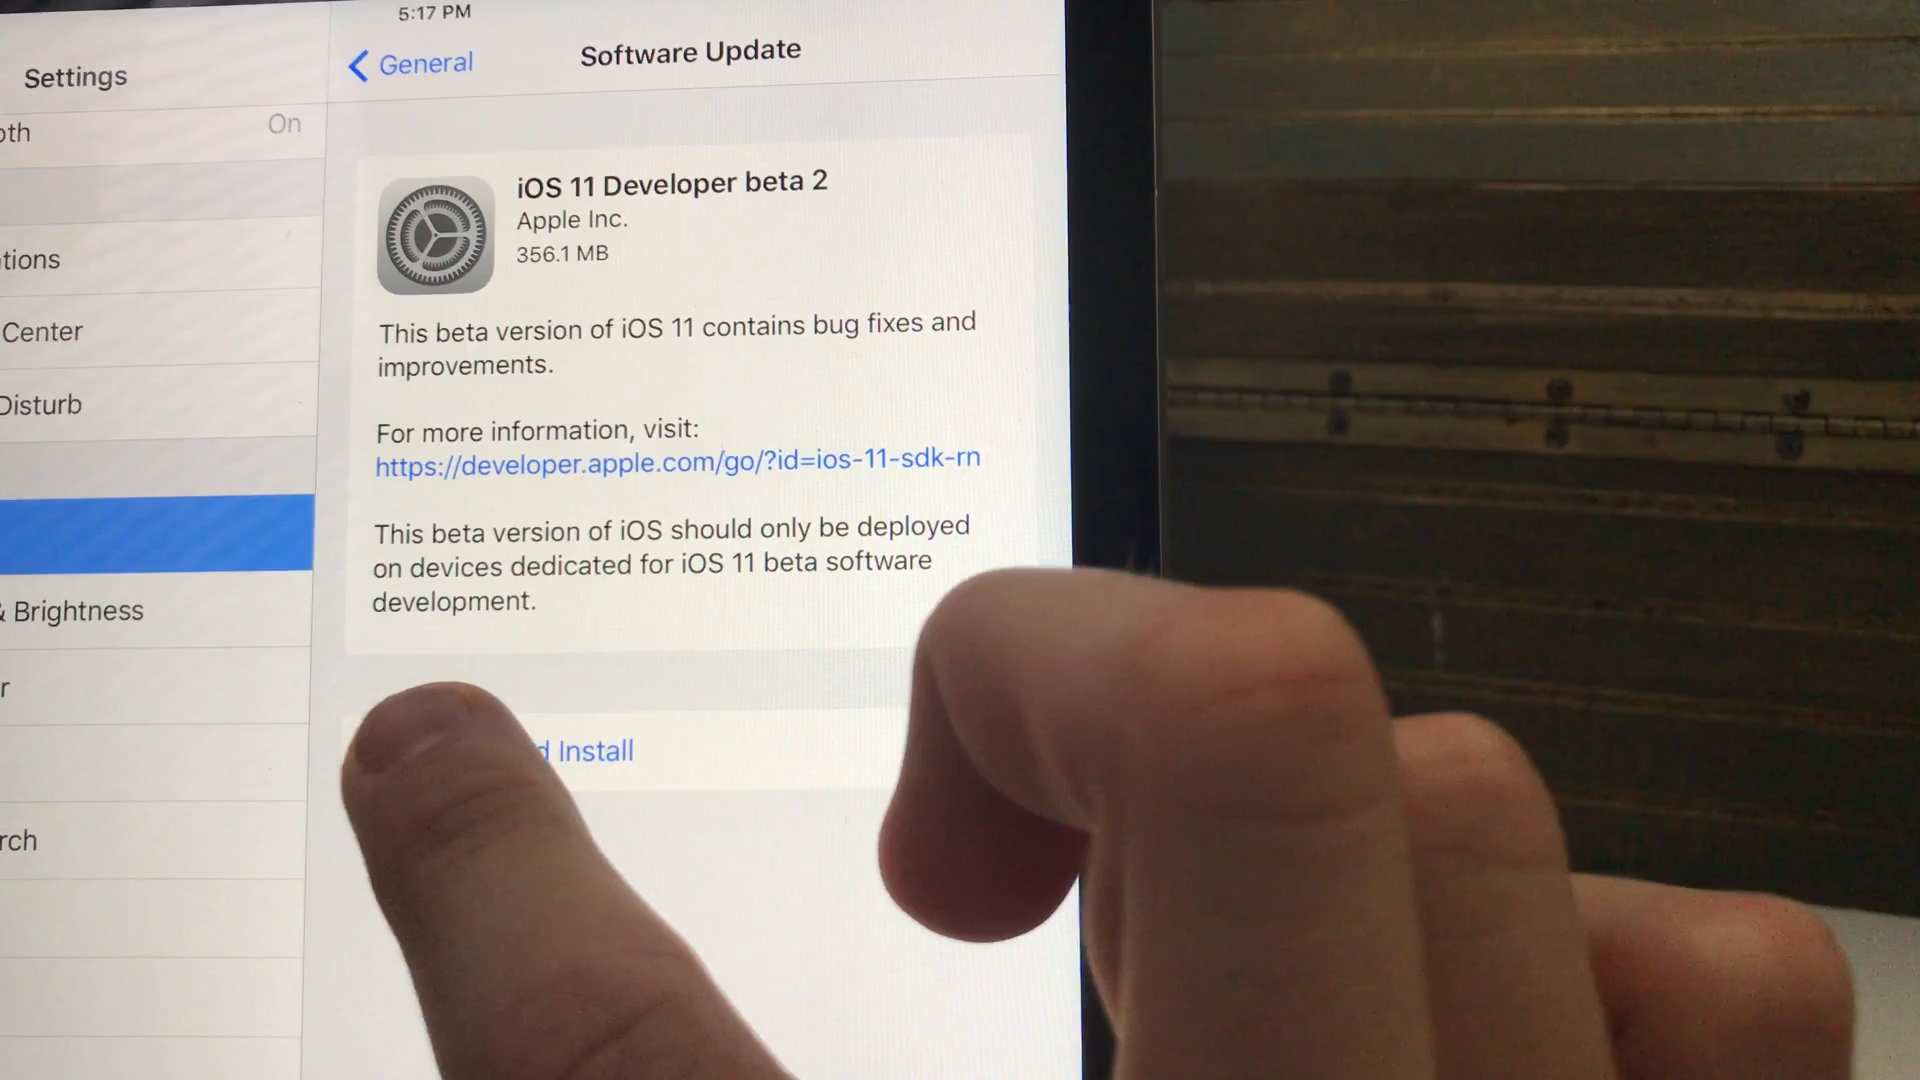 5:17 PM
Settings
On
Center
Disturb
& Brightness
General
Software Update
iOS 11 Developer beta 2
Apple Inc.
356.1 MB
This beta version of iOS 11 contains bug fixes and
improvements.
For more information, visit:
https://developer.apple.com/go/?id=ios-11-sdk-rn
This beta version of iOS should only be deployed
on devices dedicated for iOS 11 beta software
development.
Install